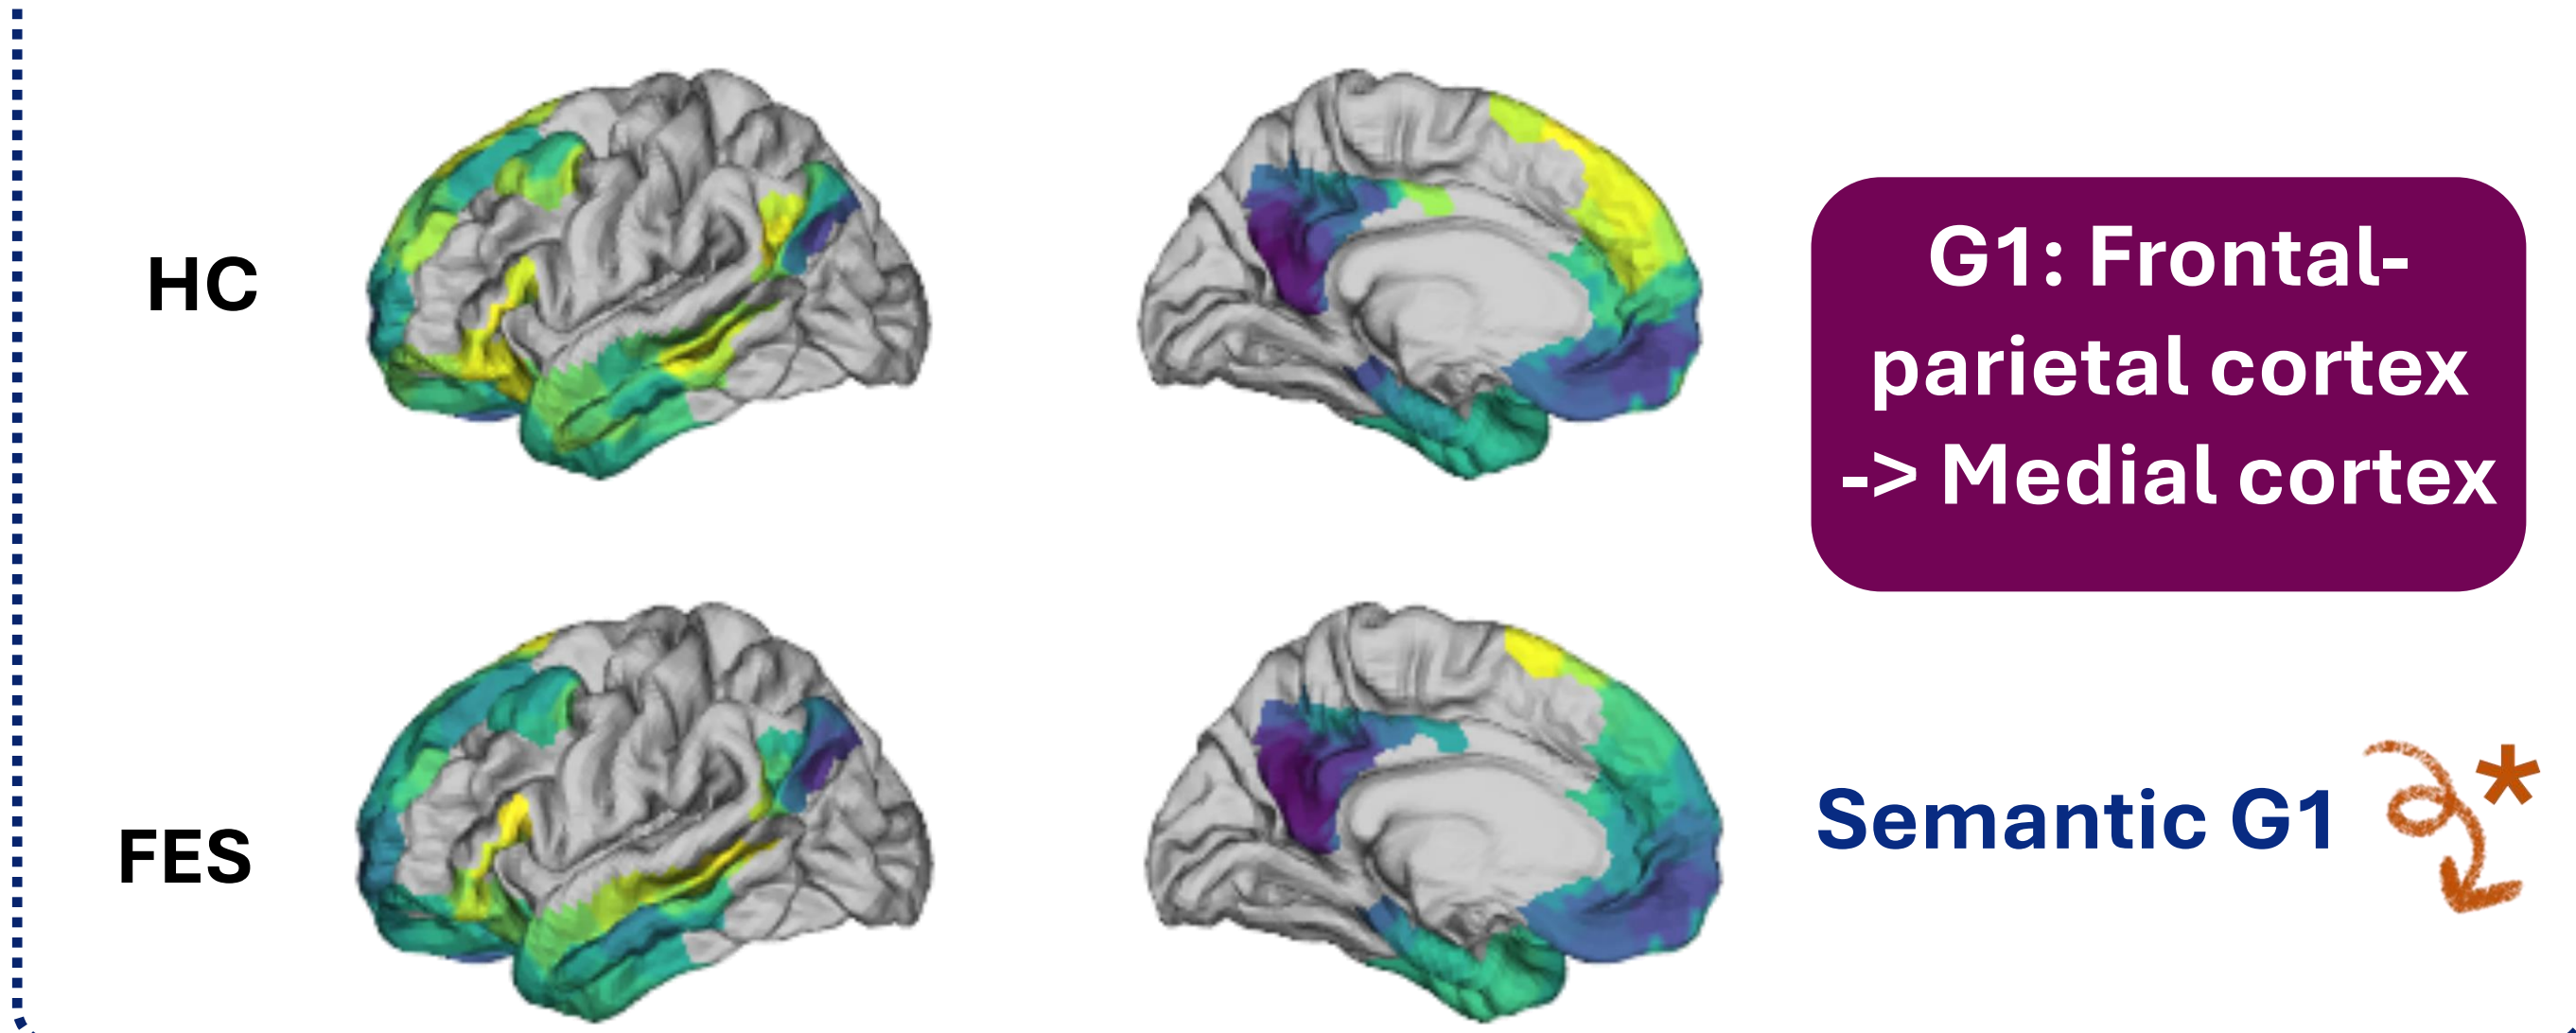 HC
G1: Frontal-
parietal cortex
-> Medial cortex
FES
Semantic G1 *